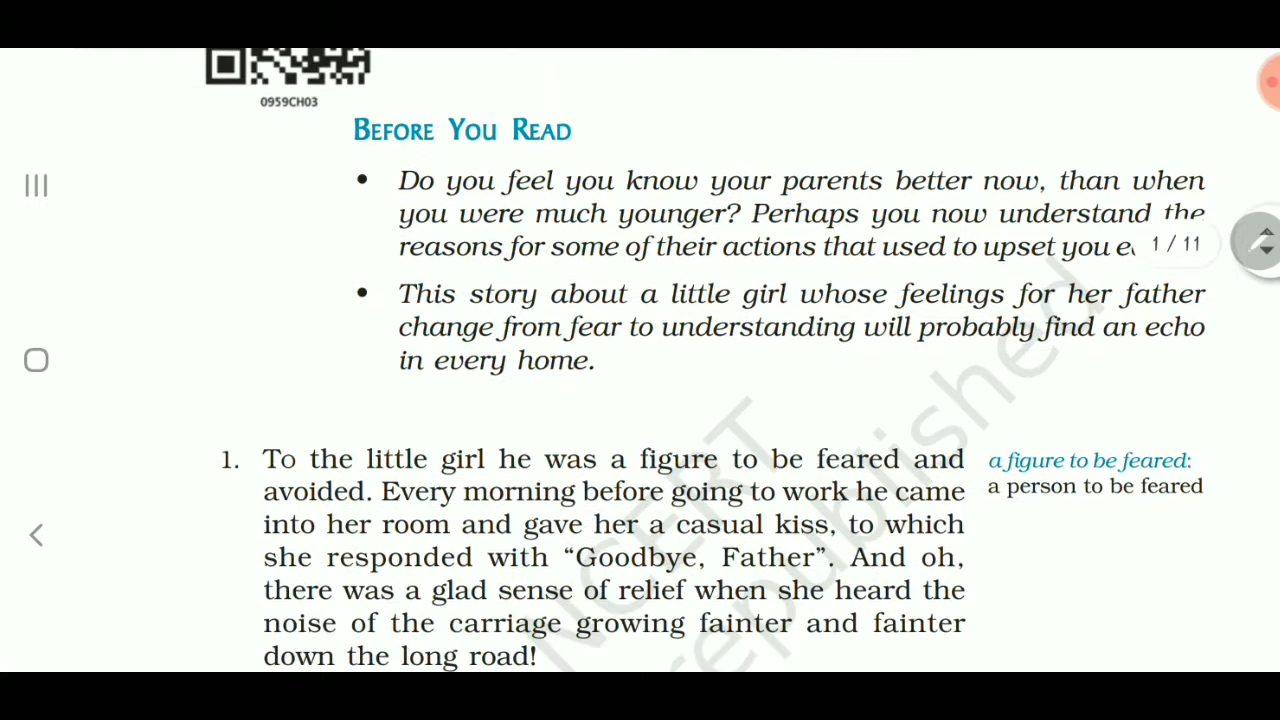 0959CH03
BEFORE YOU READ
• Do you feel you know your parents better now, than when
you were much younger? Perhaps you now understand the
reasons for some of their actions that used to upset you
1 / 11
• This story about a little girl whose feelings for her father
change from fear to understanding will probably find an echo
in every home.
1. To the little girl he was a figure to be feared and
avoided. Every morning before going to work he came
into her room and gave her a casual kiss, to which
she responded with “Goodbye, Father”. And oh,
there was a glad sense of relief when she heard the
noise of the carriage growing fainter and fainter
down the long road!
a figure to be feared:
a person to be feared
NCERT
republished